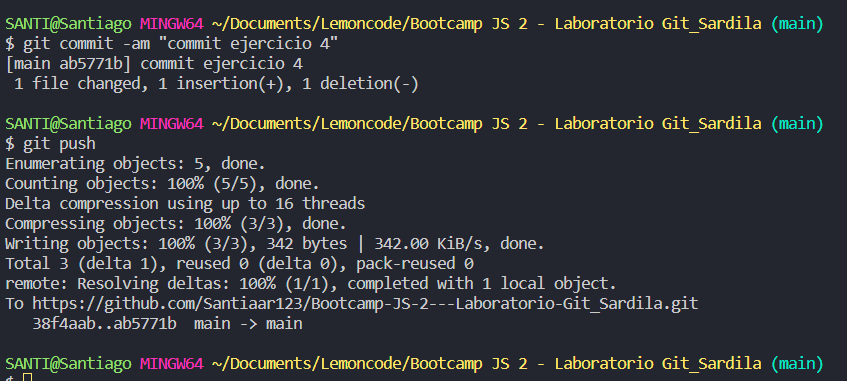 SANTI@Santiago MINGW64 ~/Documents/Lemoncode/Bootcamp JS 2 - Laboratorio Git_Sardila (main)
$ git commit -am "commit ejercicio 4"
[main ab5771b] commit ejercicio 4
 1 file changed, 1 insertion(+), 1 deletion(-)
SANTI@Santiago MINGW64 ~/Documents/Lemoncode/Bootcamp JS 2 - Laboratorio Git_Sardila (main)
$ git push
Enumerating objects: 5, done.
Counting objects: 100% (5/5), done.
Delta compression using up to 16 threads
Compressing objects: 100% (3/3), done.
Writing objects: 100% (3/3), 342 bytes | 342.00 KiB/s, done.
Total 3 (delta 1), reused 0 (delta 0), pack-reused 0
remote: Resolving deltas: 100% (1/1), completed with 1 local object.
To https://github.com/Santiaar123/Bootcamp-JS-2---Laboratorio-Git_Sardila.git
   38f4aab..ab5771b  main -> main
SANTI@Santiago MINGW64 ~/Documents/Lemoncode/Bootcamp JS 2 - Laboratorio Git_Sardila (main)
$